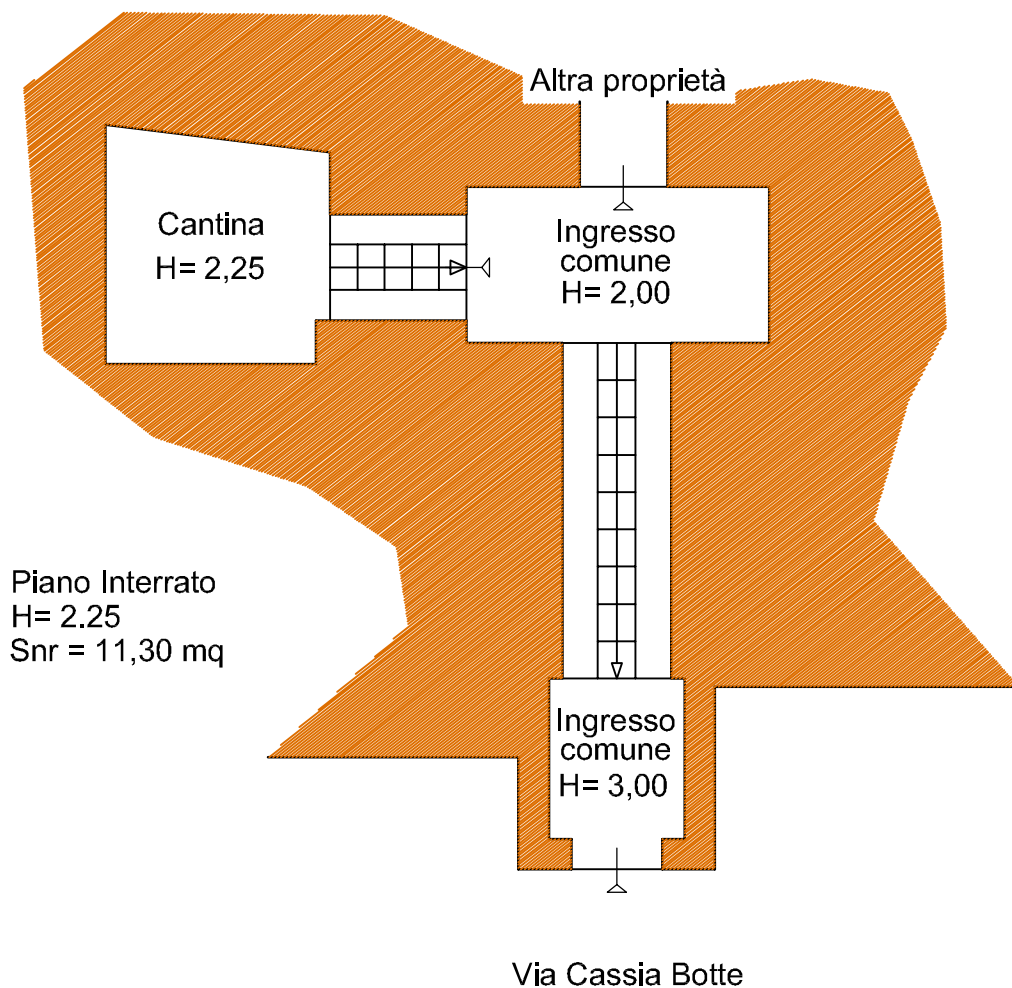 Altra proprietà
Cantina
H= 2,25
Ingresso
comune
H= 2,00
Piano Interrato
H= 2.25
Snr = 11,30 mq
Ingresso
comune
H= 3,00
Via Cassia Botte